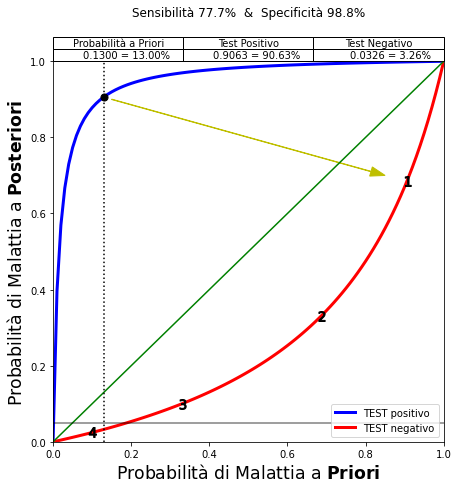 Sensibilità 77.7%  &  Specificità 98.8%
Probabilità a Priori Test Positivo Test Negativo
0.1300 = 13.00% 0.9063 = 90.63% 0.0326 = 3.26%
1.0
0.8
0.6
0.4
0.2
0.0
Probabilità di Malattia a Posteriori
1
2
3
4
TEST positivo
TEST negativo
0.0 0.2 0.4 0.6 0.8 1.0
Probabilità di Malattia a Priori